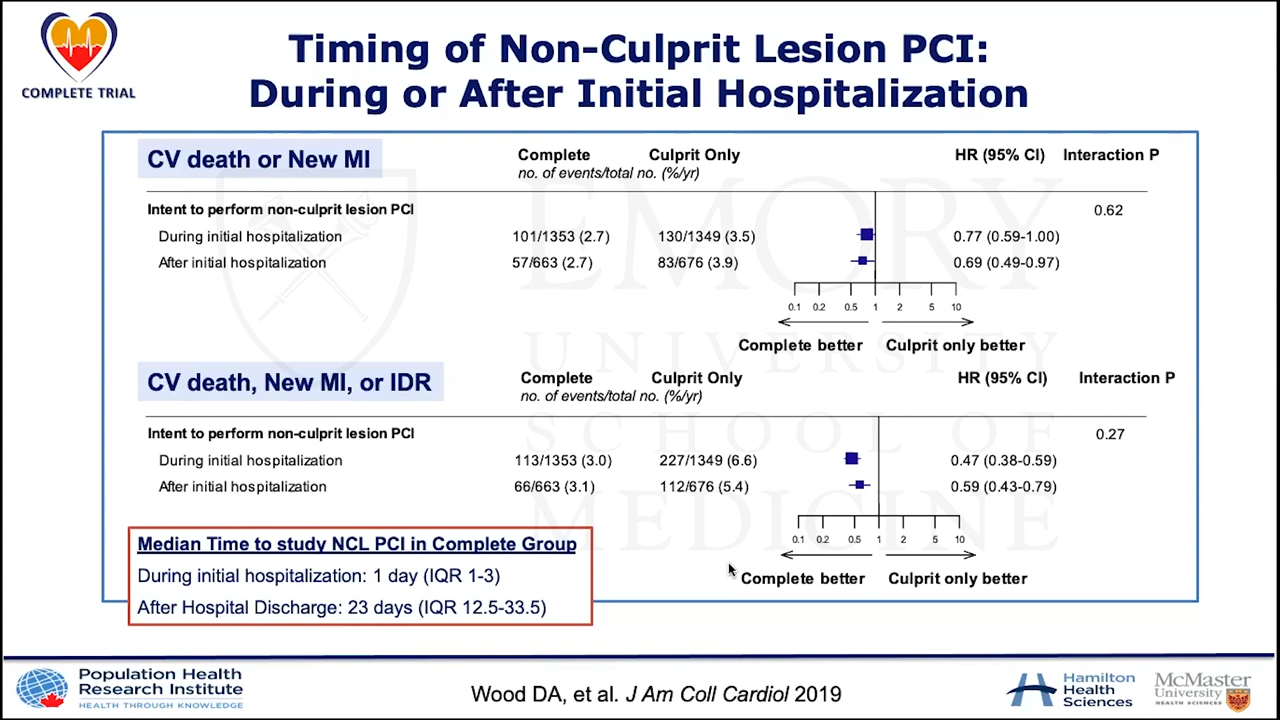 Timing of Non-Culprit Lesion PCI:
During or After Initial Hospitalization
COMPLETE TRIAL
CV death or New MI
Complete Culprit Only HR (95% CI) Interaction P
no. of events/total no. (%/yr)
Intent to perform non-culprit lesion PCI 0.62
During initial hospitalization 101/1353 (2.7) 130/1349 (3.5) 0.77 (0.59-1.00)
After initial hospitalization 57/663 (2.7) 83/676 (3.9) 0.69 (0.49-0.97)
0.1 0.2 0.5 1 2 5 10
Complete better Culprit only better
CV death, New MI, or IDR
Complete Culprit Only HR (95% CI) Interaction P
no. of events/total no. (%/yr)
Intent to perform non-culprit lesion PCI 0.27
During initial hospitalization 113/1353 (3.0) 227/1349 (6.6) 0.47 (0.38-0.59)
After initial hospitalization 66/663 (3.1) 112/676 (5.4) 0.59 (0.43-0.79)
0.1 0.2 0.5 1 2 5 10
Complete better Culprit only better
Median Time to study NCL PCI in Complete Group
During initial hospitalization: 1 day (IQR 1-3)
After Hospital Discharge: 23 days (IQR 12.5-33.5)
EMORY
UNIVERSITY
SCHOOL OF
MEDICINE
Population Health
Research Institute
HEALTH THROUGH KNOWLEDGE
Wood DA, et al. J Am Coll Cardiol 2019
Hamilton
Health
Sciences
McMaster
University
HEALTH SCIENCES